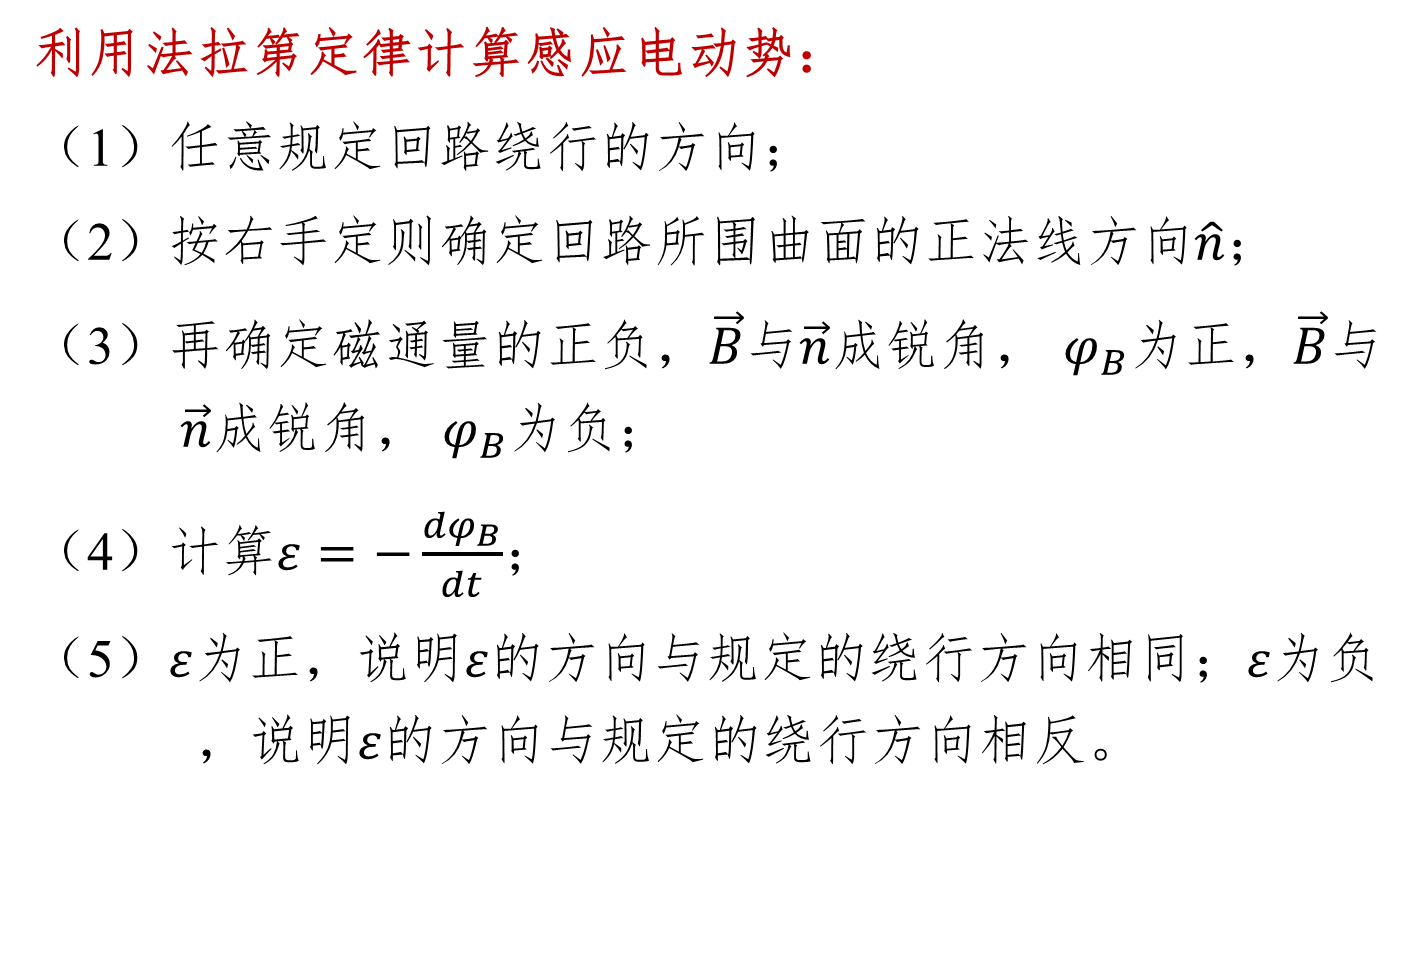 利用法拉第定律计算感应电动势：
（1）任意规定回路绕行的方向；
（2）按右手定则确定回路所围曲面的正法线方向n̂；
（3）再确定磁通量的正负，B⃗与n⃗成锐角， φ_B为正，B⃗与
n⃗成锐角， φ_B为负；
（4）计算ε = −dφ_B/dt；
（5）ε为正，说明ε的方向与规定的绕行方向相同；ε为负
，说明ε的方向与规定的绕行方向相反。